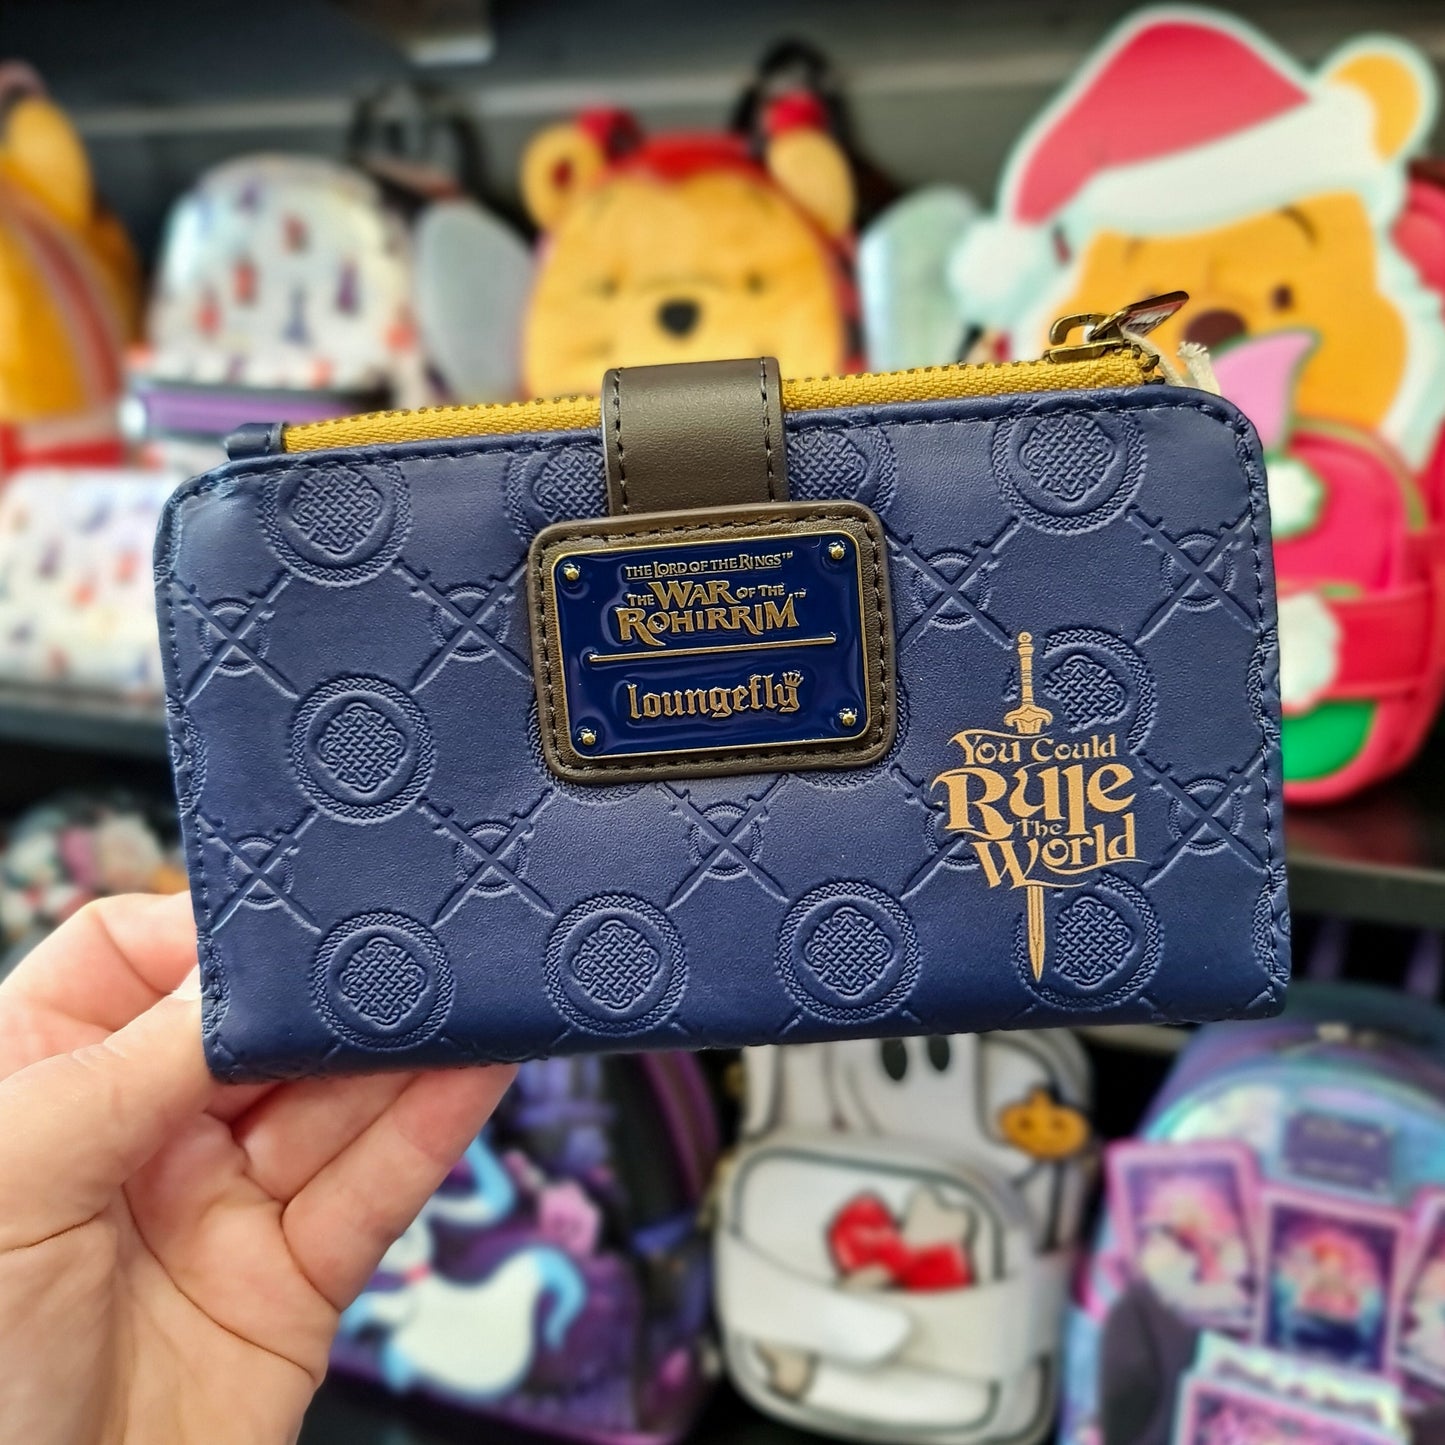 THE LORD OF THE RINGS™
THE WAR OF THE
ROHIRRIM™
loungefly
You Could
Rule
The
World